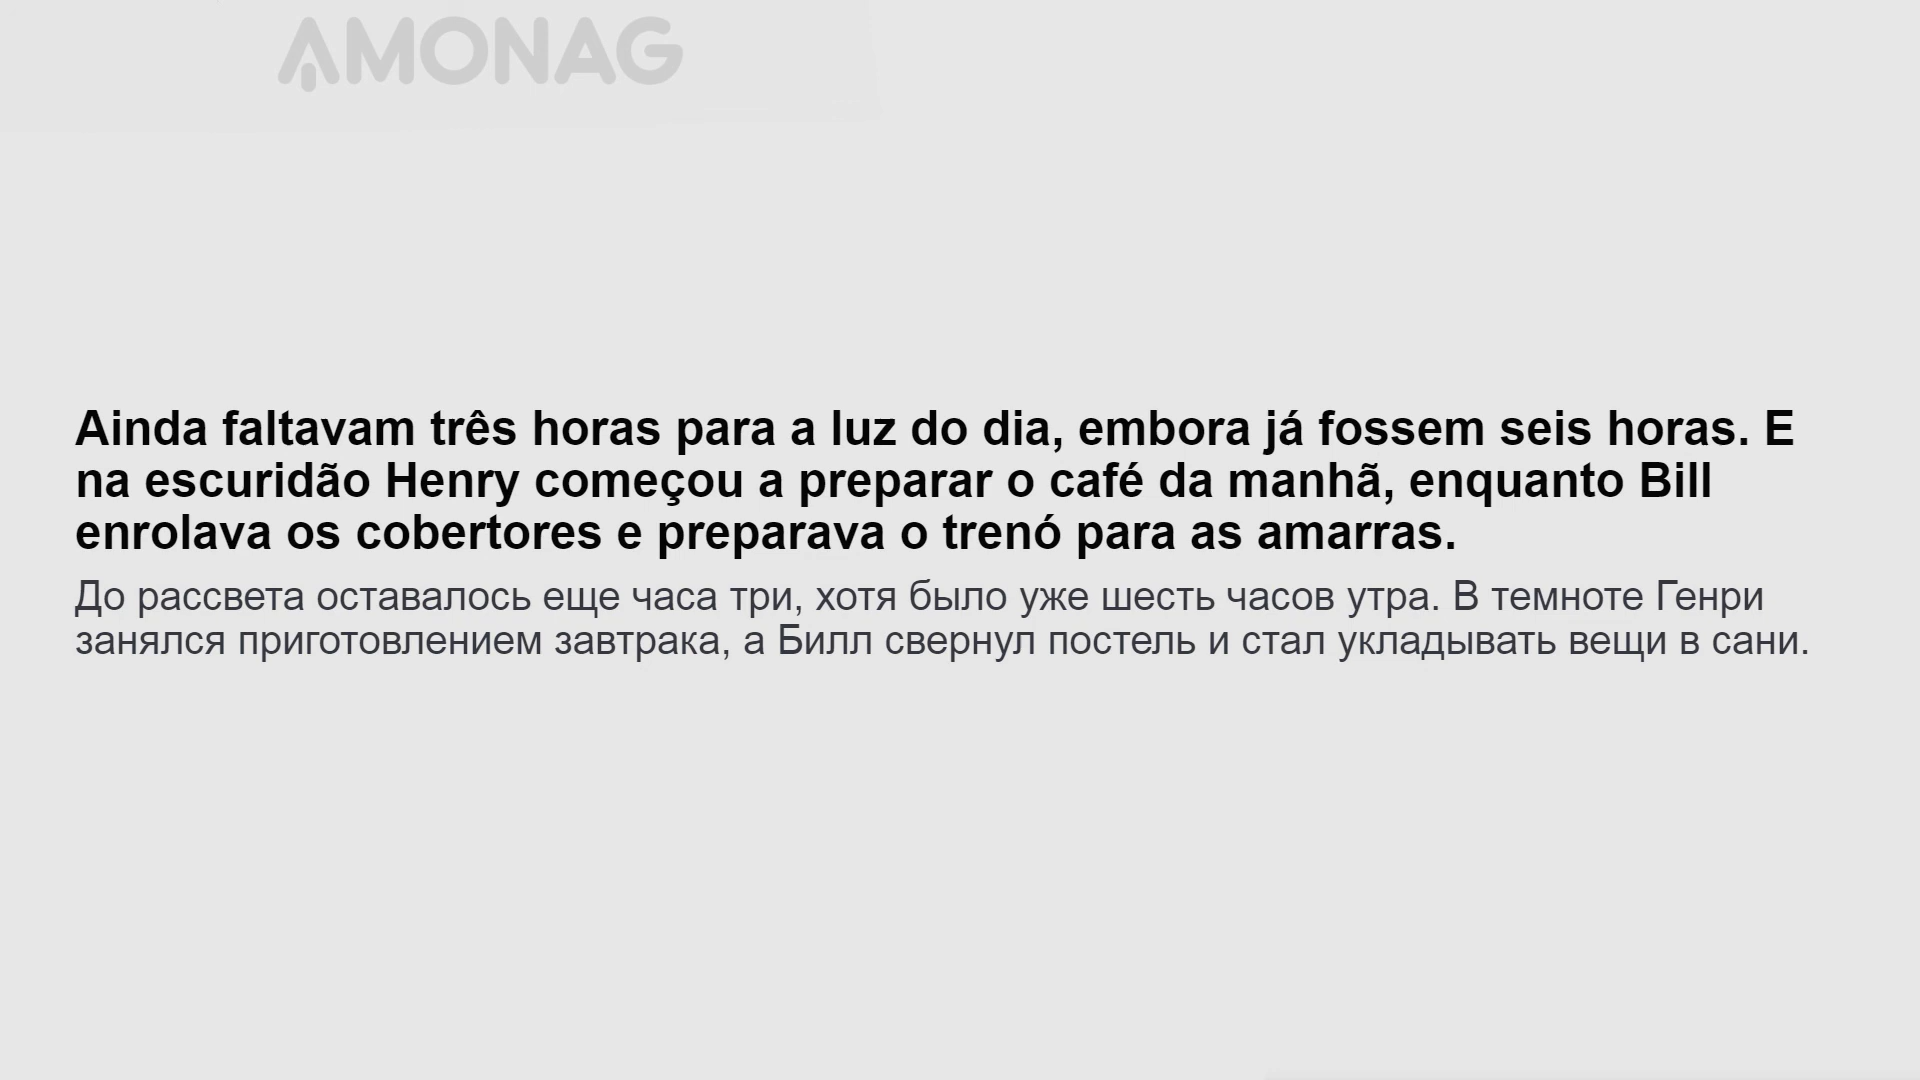 AMONAG
Ainda faltavam três horas para a luz do dia, embora já fossem seis horas. E
na escuridão Henry começou a preparar o café da manhã, enquanto Bill
enrolava os cobertores e preparava o trenó para as amarras.
До рассвета оставалось еще часа три, хотя было уже шесть часов утра. В темноте Генри
занялся приготовлением завтрака, а Билл свернул постель и стал укладывать вещи в сани.